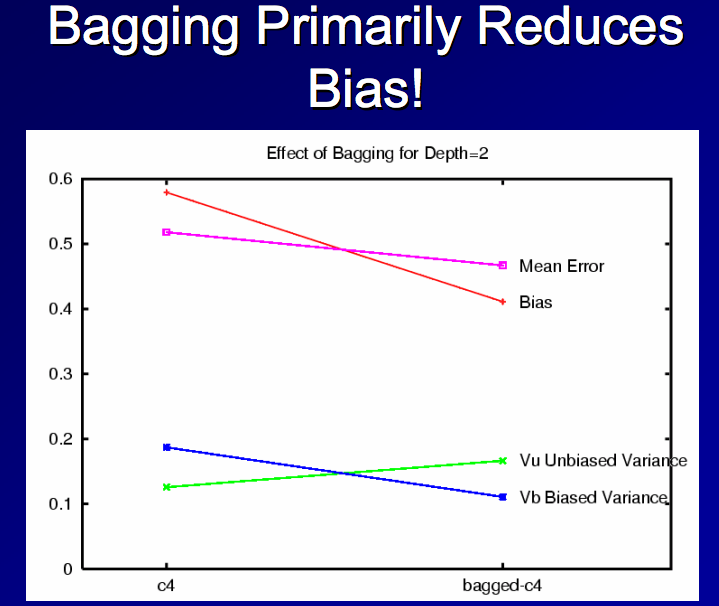 Bagging Primarily Reduces
Bias!
Effect of Bagging for Depth=2
0.6
0.5
Mean Error
0.4
Bias
0.3
0.2
Vu Unbiased Variance
0.1
Vb Biased Variance
0
c4
bagged-c4